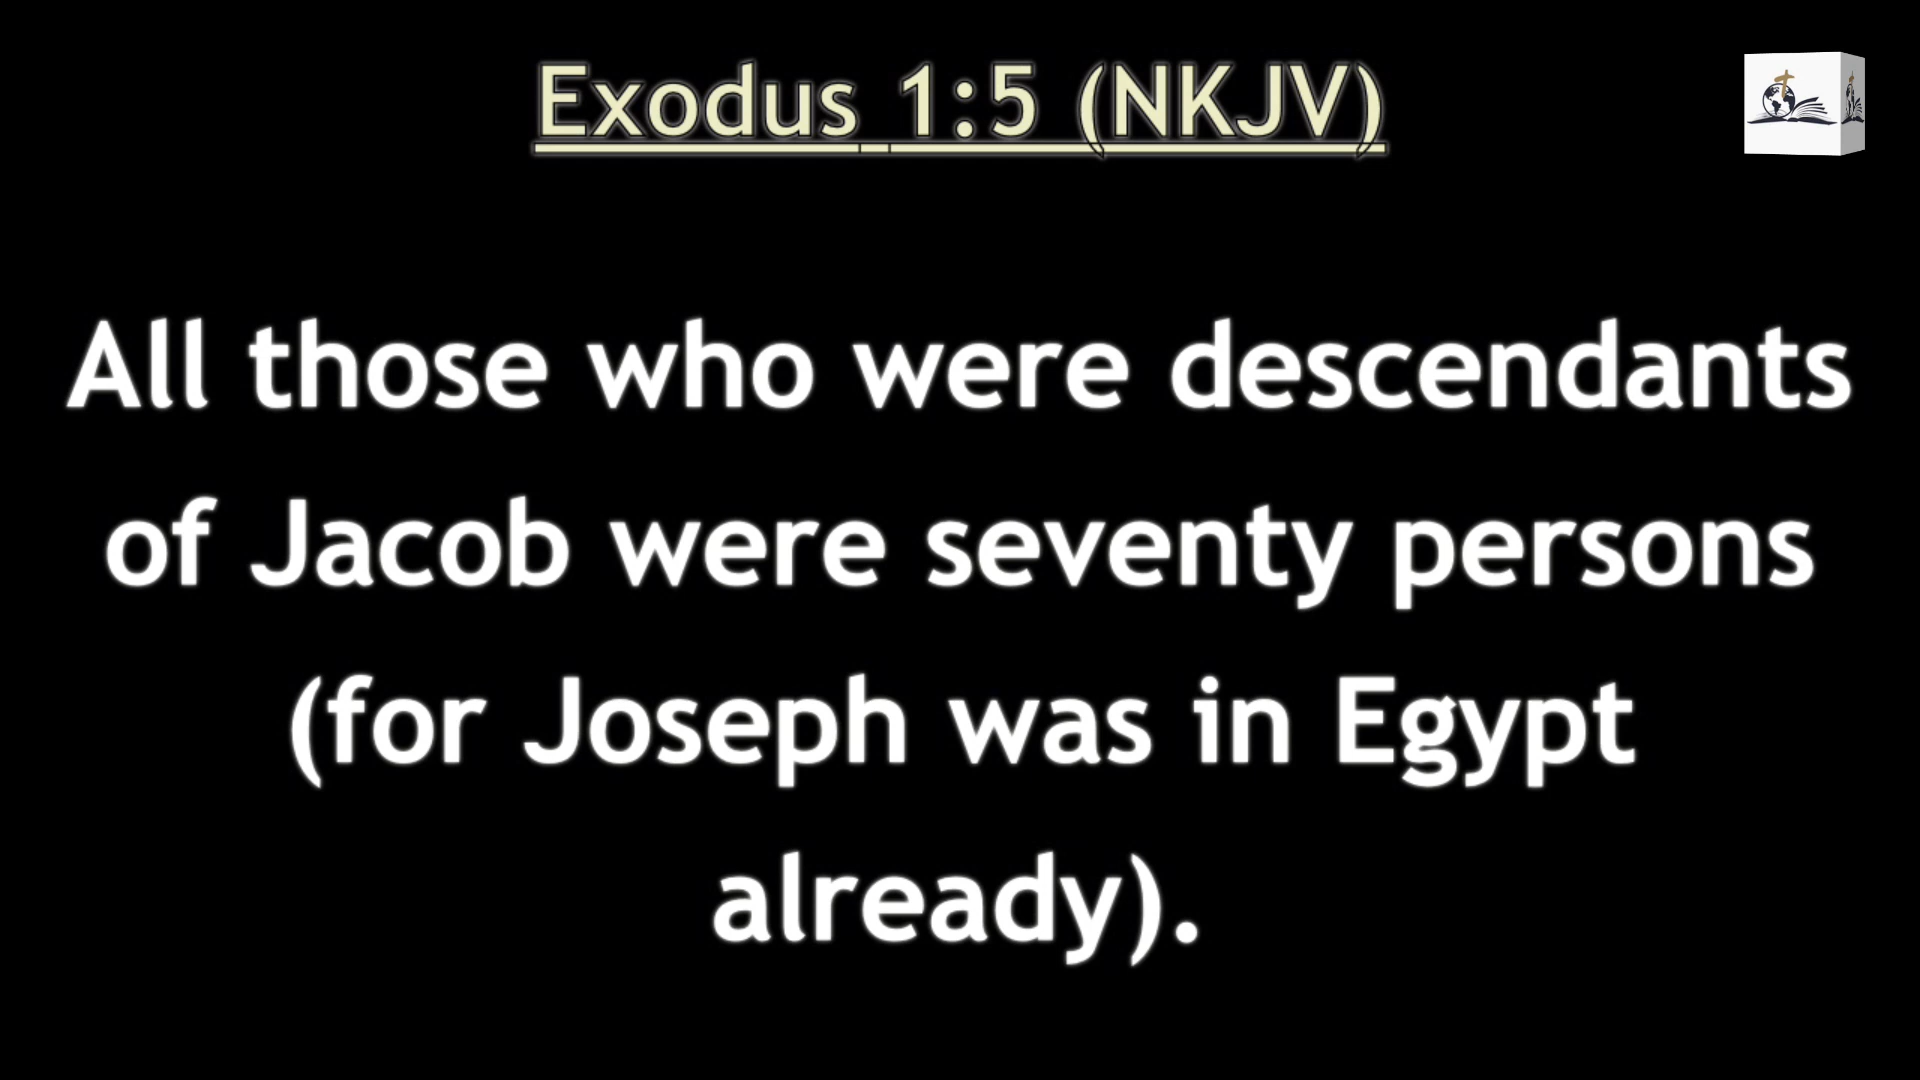 Exodus 1:5 (NKJV)
All those who were descendants
of Jacob were seventy persons
(for Joseph was in Egypt
already).